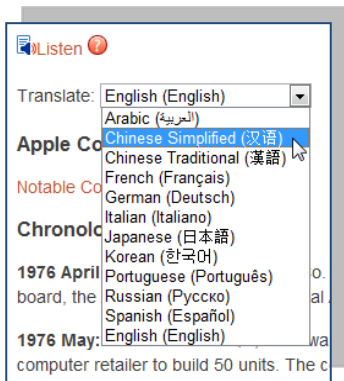 Listen ?
Translate: English (English)
Arabic (العربية)
Apple Co Chinese Simplified (汉语)
Chinese Traditional (漢語)
Notable Co French (Français)
German (Deutsch)
Chronolo Italian (Italiano)
Japanese (日本語)
1976 April Korean (한국어) o.
board, the Portuguese (Português) al
Russian (Русско)
Spanish (Español)
1976 May: English (English) wa
computer retailer to build 50 units. The c